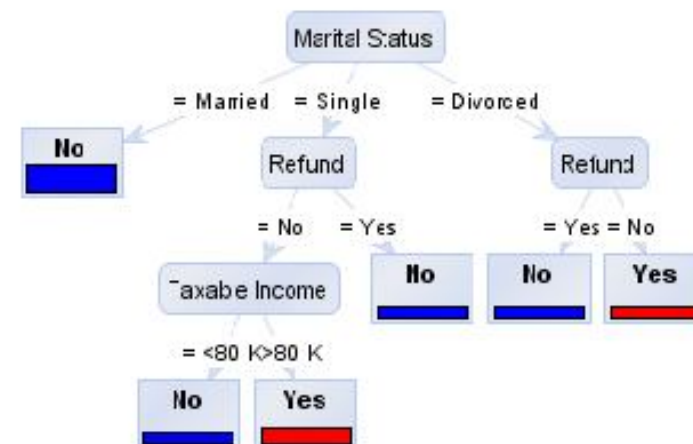 Marital Status
= Married = Single = Divorced
No
Refund
Refund
= No = Yes
= Yes = No
Taxable Income
No
No
Yes
= <80 K>80 K
No
Yes